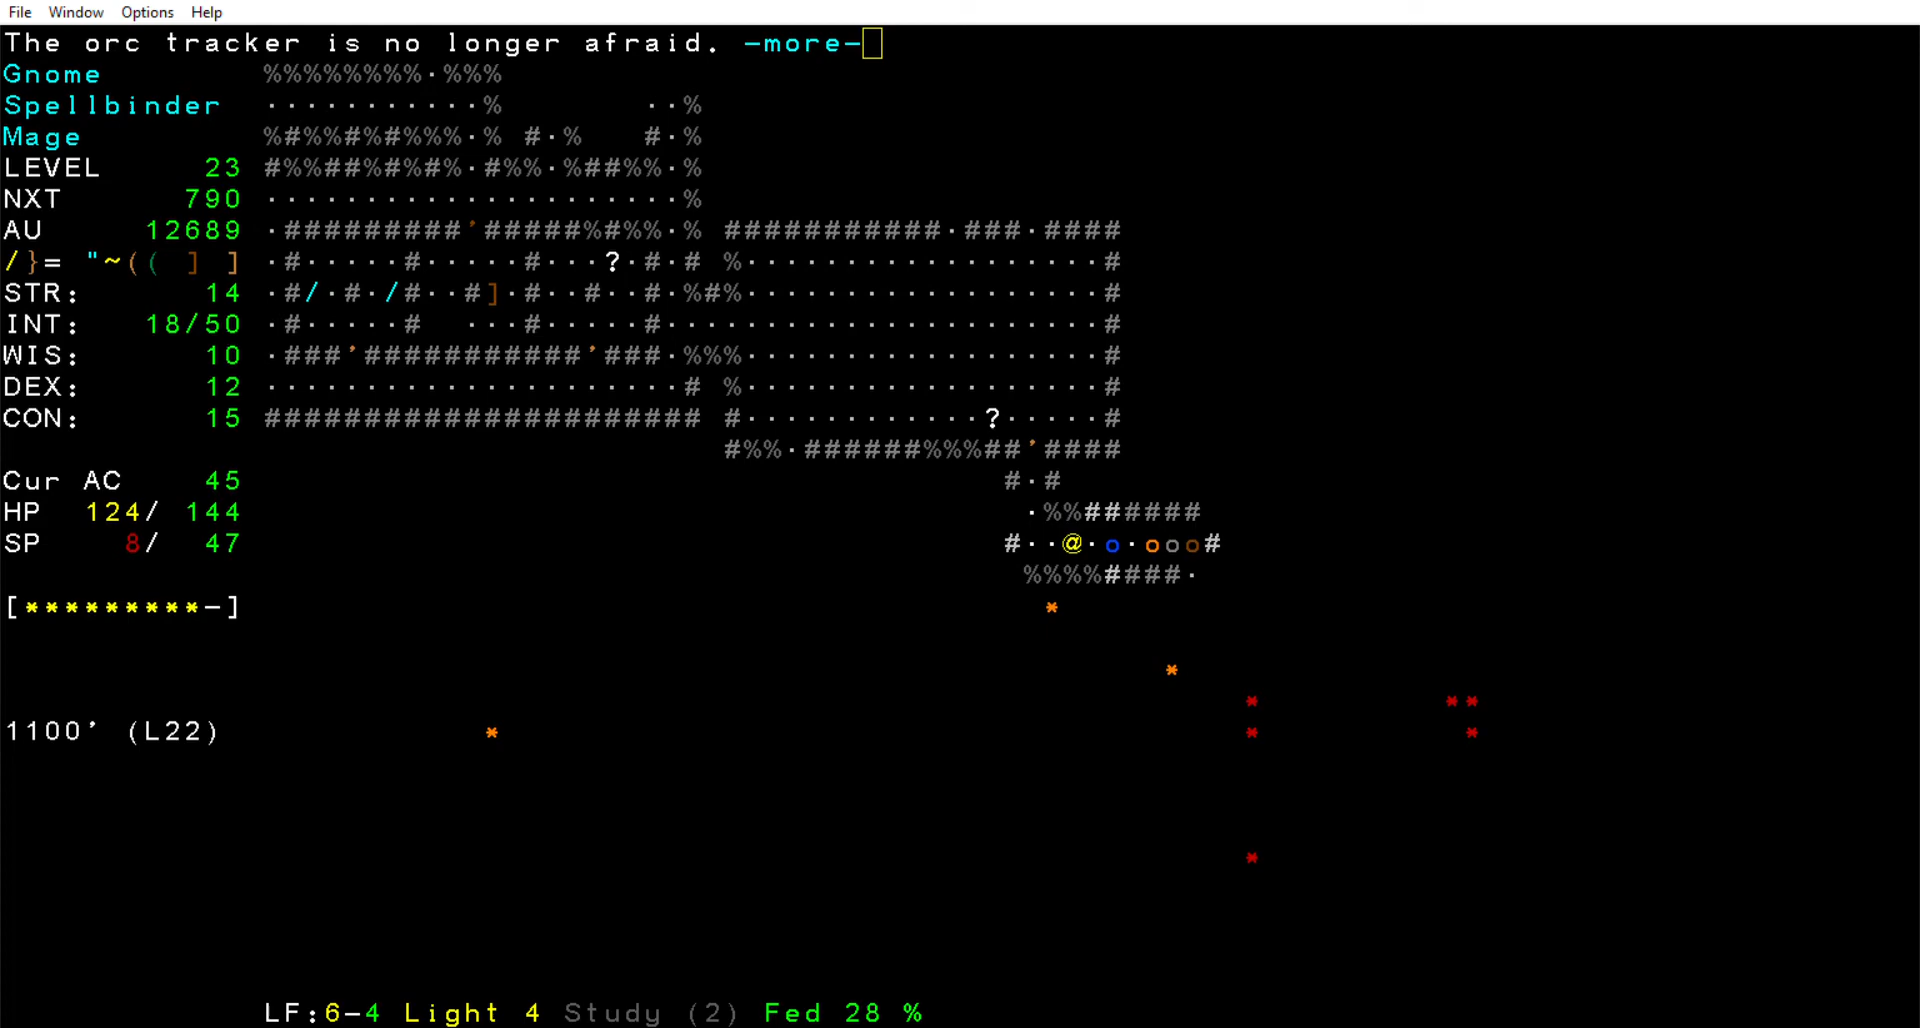 File Window Options Help
The orc tracker is no longer afraid. -more-
Gnome %%%%%%%%.%%%
Spellbinder ...........% ..%
Mage %#%%#%#%%%.% #.% #.%
LEVEL 23 #%%##%#%#%.#%%.%##%%.%
NXT 790 .....................%
AU 12689 .#########'#####%#%%.% ###########.###.####
/}= "~(( ] ] .#.....#.....#...?.#.# %.................. #
STR: 14 .#/.#./#..#].#..#..#.%#%..................#
INT: 18/50 .#.....# ...#.....#......................#
WIS: 10 .###'###########'###.%%%..................#
DEX: 12 .....................# %..................#
CON: 15 ###################### #............?.....#
#%%.######%%%##'####
Cur AC 45 #.#
HP 124/ 144 .%%######
SP 8/ 47 #..@.o.ooo#
%%%%####.
[*********-] *
*
* **
1100' (L22) * * *
*
LF:6-4 Light 4 Study (2) Fed 28 %